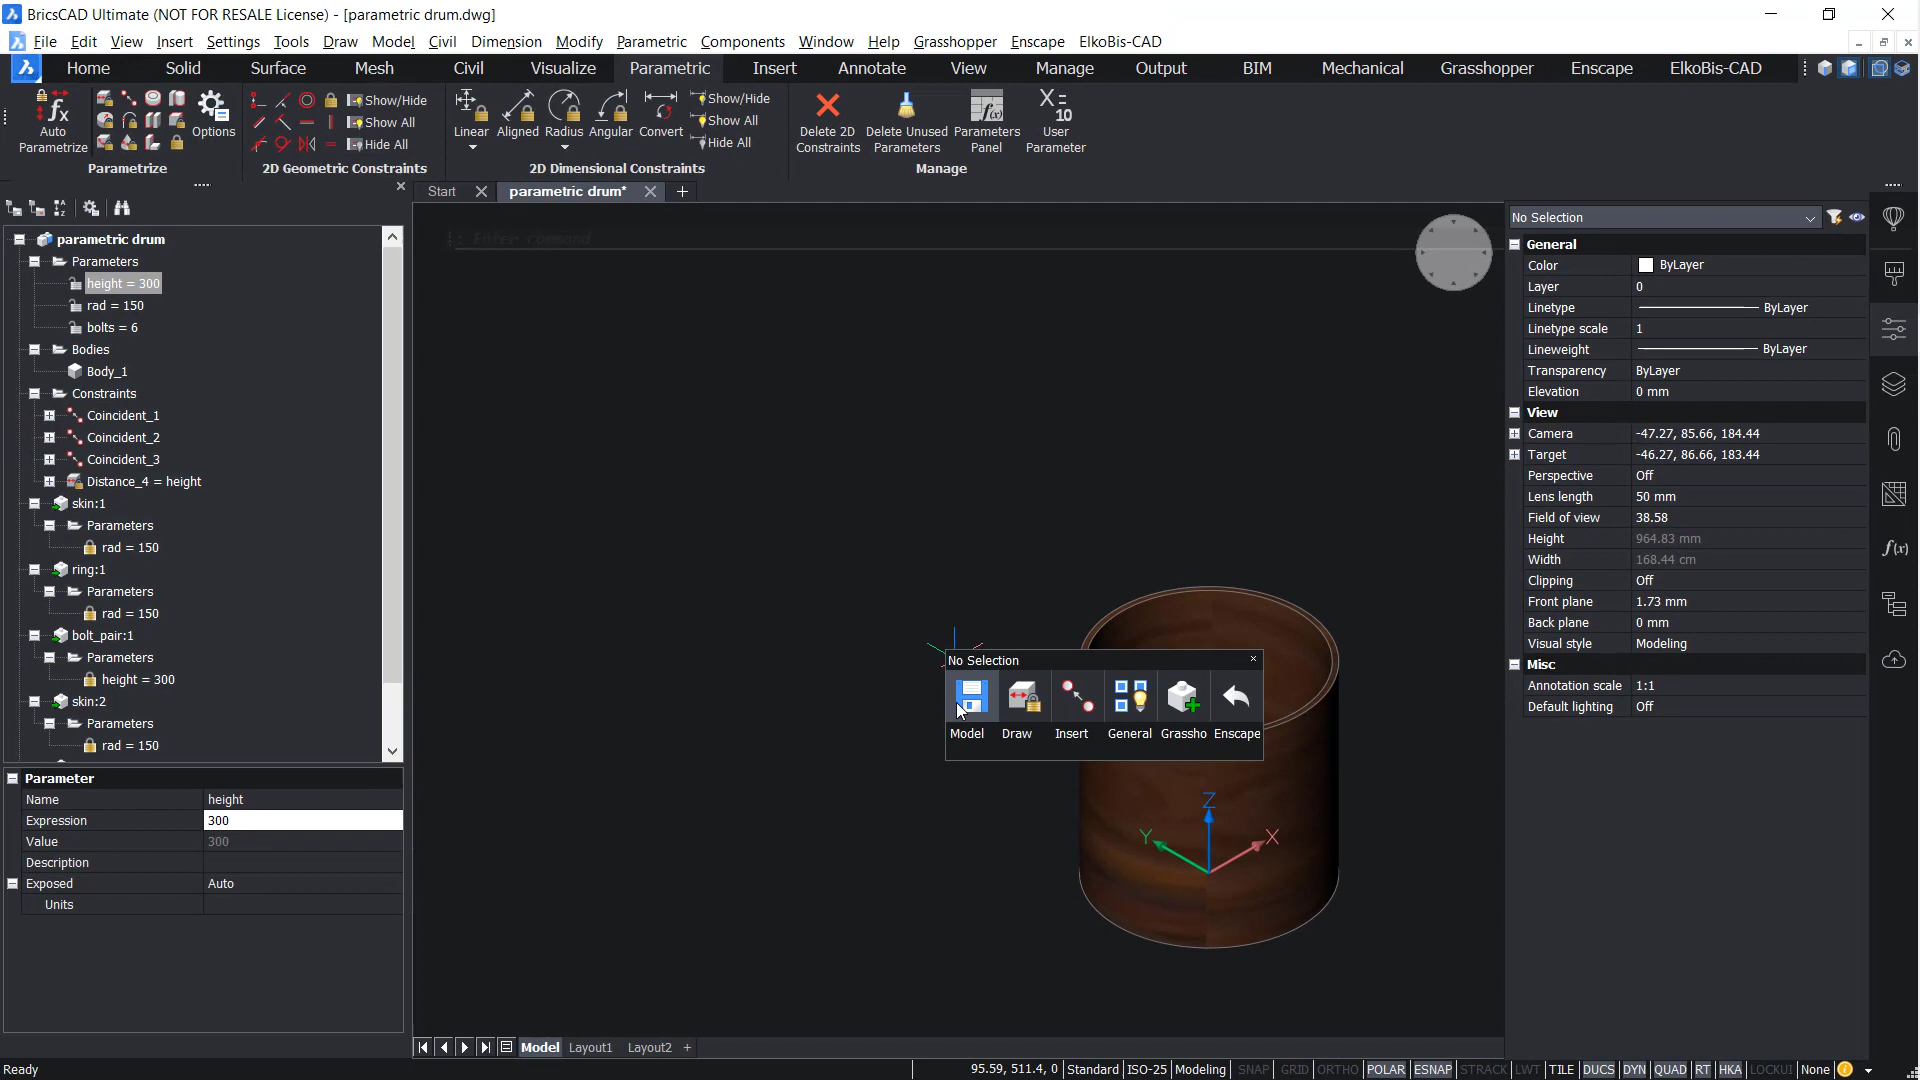 BricsCAD Ultimate (NOT FOR RESALE License) - [parametric drum.dwg]
File Edit View Insert Settings Tools Draw Model Civil Dimension Modify Parametric Components Window Help Grasshopper Enscape ElkoBis-CAD
Home Solid Surface Mesh Civil Visualize Parametric Insert Annotate View Manage Output BIM Mechanical Grasshopper Enscape ElkoBis-CAD
Auto Parametrize
Options
Show/Hide
Show All
Hide All
Linear Aligned Radius Angular Convert
Show/Hide
Show All
Hide All
Delete 2D Constraints
Delete Unused Parameters
Parameters Panel
X= 10
User Parameter
Parametrize 2D Geometric Constraints 2D Dimensional Constraints Manage
Start parametric drum*
parametric drum
Parameters
height = 300
rad = 150
bolts = 6
Bodies
Body_1
Constraints
Coincident_1
Coincident_2
Coincident_3
Distance_4 = height
skin:1
Parameters
rad = 150
ring:1
Parameters
rad = 150
bolt_pair:1
Parameters
height = 300
skin:2
Parameters
rad = 150
Parameter
Name height
Expression 300
Value 300
Description
Exposed Auto
Units
: Enter command
No Selection
Model Draw Insert General Grassho Enscape
Z
Y
X
Model Layout1 Layout2 +
No Selection
General
Color ByLayer
Layer 0
Linetype ByLayer
Linetype scale 1
Lineweight ByLayer
Transparency ByLayer
Elevation 0 mm
View
Camera -47.27, 85.66, 184.44
Target -46.27, 86.66, 183.44
Perspective Off
Lens length 50 mm
Field of view 38.58
Height 964.83 mm
Width 168.44 cm
Clipping Off
Front plane 1.73 mm
Back plane 0 mm
Visual style Modeling
Misc
Annotation scale 1:1
Default lighting Off
f(x)
Ready
95.59, 511.4, 0 Standard ISO-25 Modeling SNAP GRID ORTHO POLAR ESNAP STRACK LWT TILE DUCS DYN QUAD RT HKA LOCKUI None